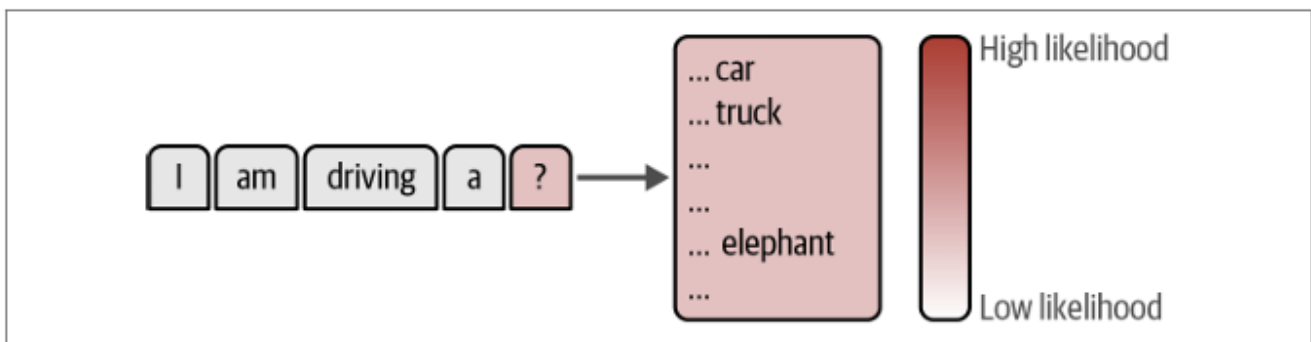 I am driving a ?
... car
... truck
...
...
... elephant
...
High likelihood
Low likelihood